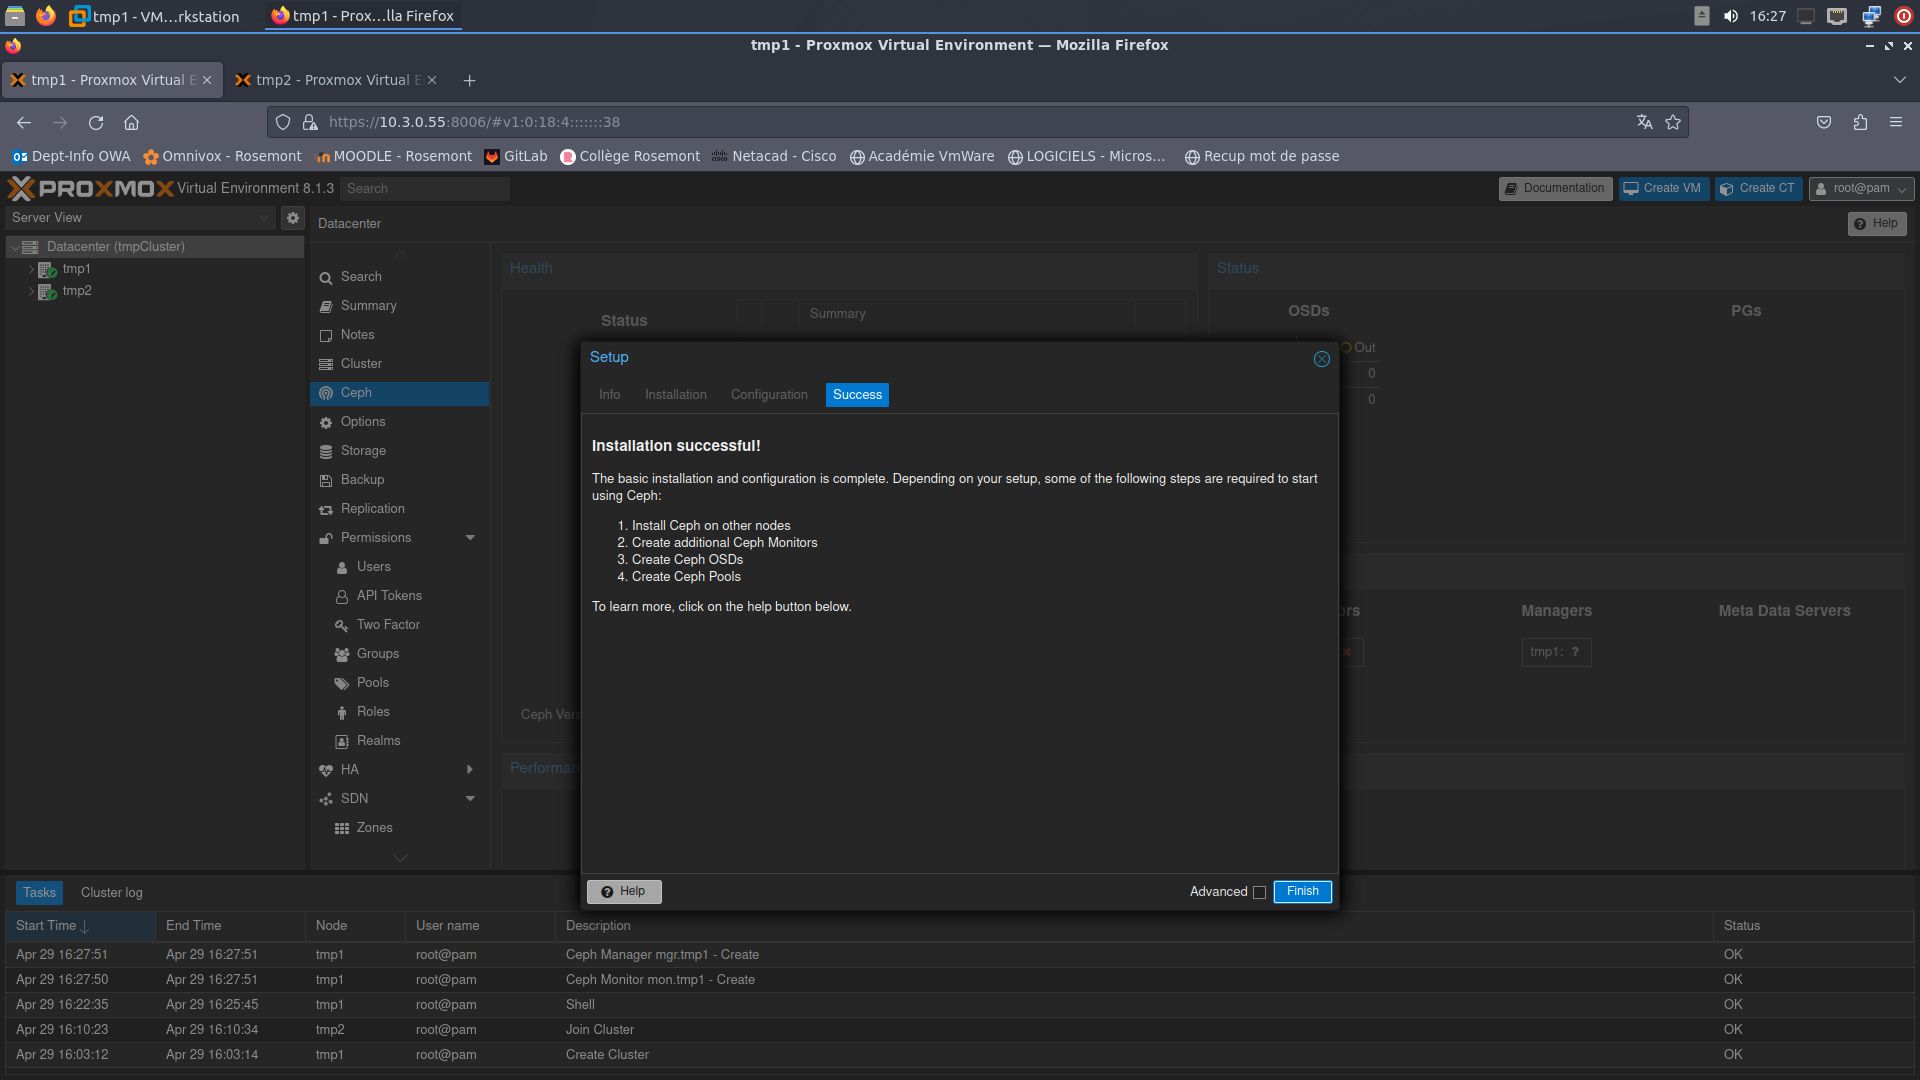 tmp1 - VM...rkstation
tmp1 - Prox...lla Firefox
16:27
tmp1 - Proxmox Virtual Environment — Mozilla Firefox
tmp1 - Proxmox Virtual E
tmp2 - Proxmox Virtual E
https://10.3.0.55:8006/#v1:0:18:4:::::::38
Dept-Info OWA
Omnivox - Rosemont
MOODLE - Rosemont
GitLab
Collège Rosemont
Netacad - Cisco
Académie VmWare
LOGICIELS - Micros...
Recup mot de passe
PROXMOX Virtual Environment 8.1.3
Search
Documentation
Create VM
Create CT
root@pam
Server View
Datacenter
Help
Datacenter (tmpCluster)
tmp1
tmp2
Search
Summary
Notes
Cluster
Ceph
Options
Storage
Backup
Replication
Permissions
Users
API Tokens
Two Factor
Groups
Pools
Roles
Realms
HA
SDN
Zones
Health
Status
Summary
Status
OSDs
PGs
Out
0
0
Managers
Meta Data Servers
tmp1: ?
Setup
Info
Installation
Configuration
Success
Installation successful!
The basic installation and configuration is complete. Depending on your setup, some of the following steps are required to start
using Ceph:
1. Install Ceph on other nodes
2. Create additional Ceph Monitors
3. Create Ceph OSDs
4. Create Ceph Pools
To learn more, click on the help button below.
Help
Advanced
Finish
Tasks
Cluster log
Start Time End Time Node User name Description Status
Apr 29 16:27:51 Apr 29 16:27:51 tmp1 root@pam Ceph Manager mgr.tmp1 - Create OK
Apr 29 16:27:50 Apr 29 16:27:51 tmp1 root@pam Ceph Monitor mon.tmp1 - Create OK
Apr 29 16:22:35 Apr 29 16:25:45 tmp1 root@pam Shell OK
Apr 29 16:10:23 Apr 29 16:10:34 tmp2 root@pam Join Cluster OK
Apr 29 16:03:12 Apr 29 16:03:14 tmp1 root@pam Create Cluster OK